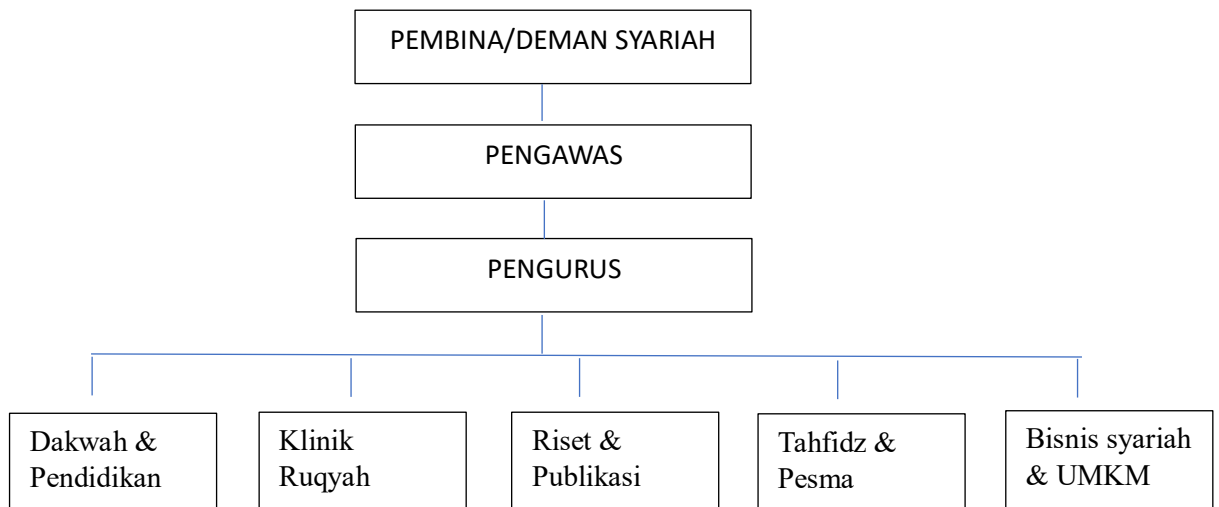 PEMBINA/DEMAN SYARIAH
PENGAWAS
PENGURUS
Dakwah &
Pendidikan
Klinik
Ruqyah
Riset &
Publikasi
Tahfidz &
Pesma
Bisnis syariah
& UMKM